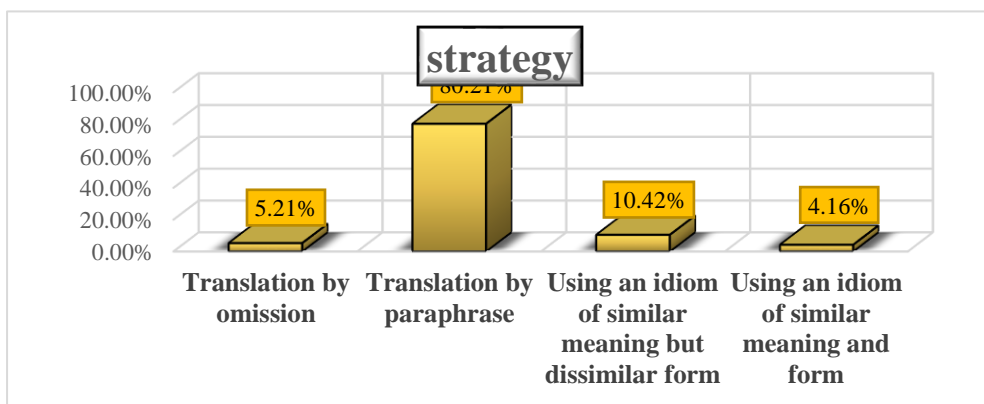 strategy
80.21%
100.00%
80.00%
60.00%
40.00%
20.00%
0.00%
5.21%
10.42%
4.16%
Translation by
omission
Translation by
paraphrase
Using an idiom
of similar
meaning but
dissimilar form
Using an idiom
of similar
meaning and
form